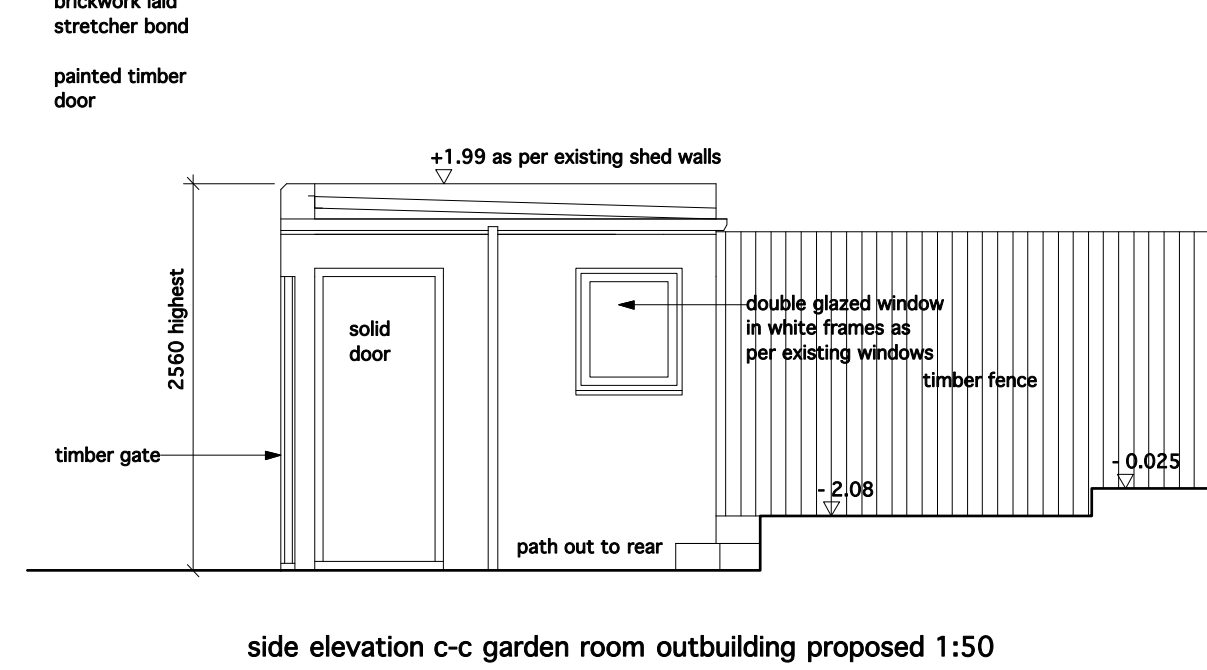 brickwork laid
stretcher bond
painted timber
door
+1.99 as per existing shed walls
2560 highest
solid
door
double glazed window
in white frames as
per existing windows
timber fence
timber gate
- 0.025
- 2.08
path out to rear
side elevation c-c garden room outbuilding proposed 1:50